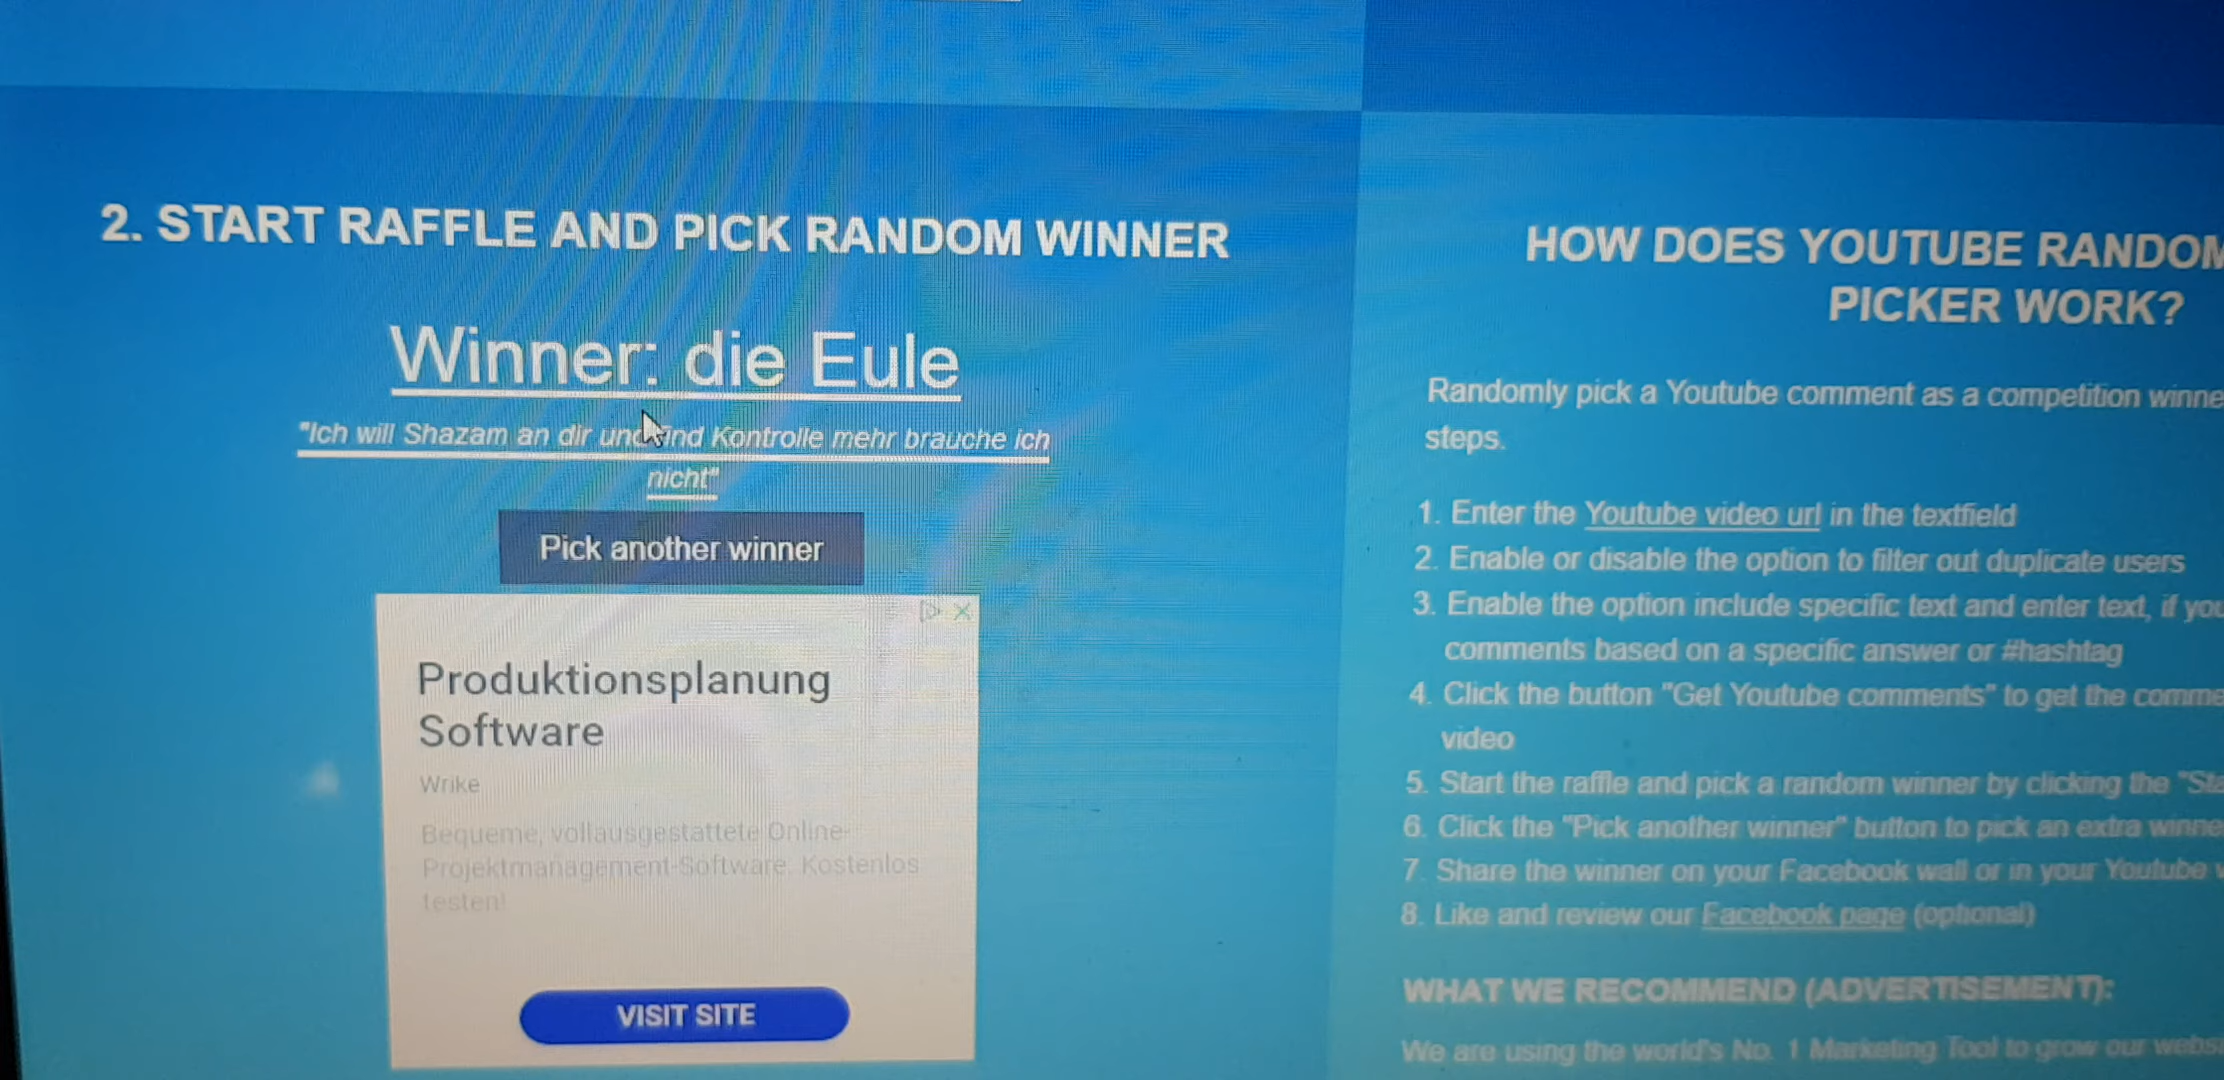 2. START RAFFLE AND PICK RANDOM WINNER
Winner: die Eule
"Ich will Shazam an dir und ind Kontrolle mehr brauche ich
nicht"
Pick another winner
Produktionsplanung
Software
Wrike
Bequeme, vollausgestattete Online-
Projektmanagement-Software. Kostenlos
testen!
VISIT SITE
HOW DOES YOUTUBE RANDOM
PICKER WORK?
Randomly pick a Youtube comment as a competition
steps.
1. Enter the Youtube video url in the textfield
2. Enable or disable the option to filter out duplicate users
3. Enable the option include specific text and enter text, if
comments based on a specific answer or #hashtag
4. Click the button "Get Youtube comments" to get the
video
5. Start the raffle and pick a random winner by clicking the
6. Click the "Pick another winner" button to pick an extra
7. Share the winner on your Facebook wall or in your Youtube
8. Like and review our Facebook page (optional)
WHAT WE RECOMMEND (ADVERTISEMENT):
We are using the world's No. 1 Marketing Tool to grow our